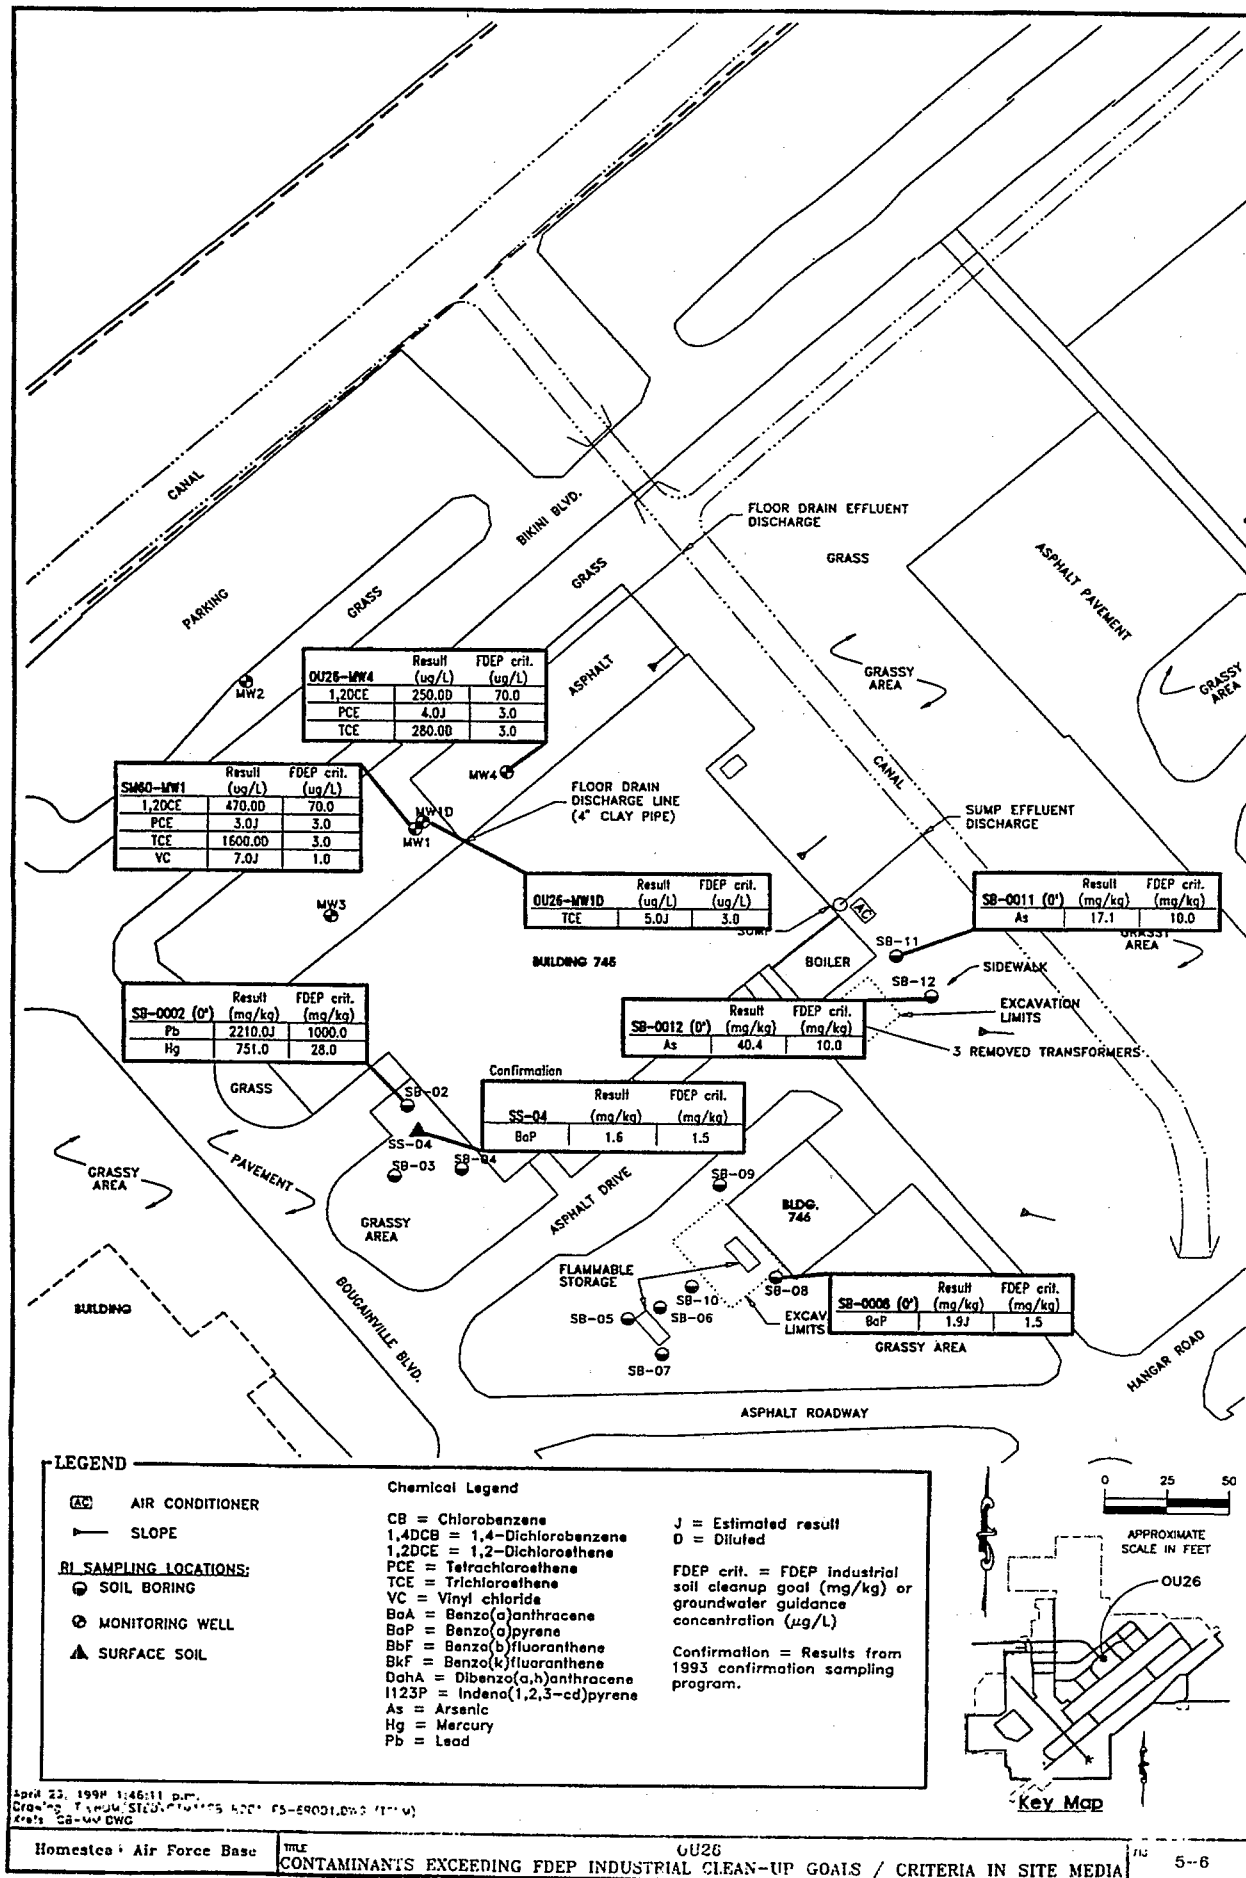 CANAL
PARKING
GRASS
BIKINI BLVD.
GRASS
ASPHALT
FLOOR DRAIN EFFLUENT
DISCHARGE
GRASS
ASPHALT PAVEMENT
GRASSY
AREA
GRASSY
AREA
MW2
OU26-MW4 Result (ug/L) FDEP crit. (ug/L)
1,2DCE 250.0D 70.0
PCE 4.0J 3.0
TCE 280.0D 3.0
SM60-MW1 Result (ug/L) FDEP crit. (ug/L)
1,2DCE 470.0D 70.0
PCE 3.0J 3.0
TCE 1600.0D 3.0
VC 7.0J 1.0
MW4
MW1D
MW1
MW3
FLOOR DRAIN
DISCHARGE LINE
(4" CLAY PIPE)
CANAL
SUMP EFFLUENT
DISCHARGE
OU26-MW1D Result (ug/L) FDEP crit. (ug/L)
TCE 5.0J 3.0
SUMP
AC
SB-0011 (0') Result (mg/kg) FDEP crit. (mg/kg)
As 17.1 10.0
GRASSY
AREA
SB-11
BUILDING 745
BOILER
SB-12
SIDEWALK
EXCAVATION
LIMITS
3 REMOVED TRANSFORMERS
SB-0002 (0') Result (mg/kg) FDEP crit. (mg/kg)
Pb 2210.0J 1000.0
Hg 751.0 28.0
SB-0012 (0') Result (mg/kg) FDEP crit. (mg/kg)
As 40.4 10.0
Confirmation
SS-04 Result (mg/kg) FDEP crit. (mg/kg)
BaP 1.6 1.5
GRASS
SB-02
SS-04
SB-03
SB-04
GRASSY
AREA
PAVEMENT
GRASSY
AREA
ASPHALT DRIVE
SB-09
BLDG.
746
FLAMMABLE
STORAGE
SB-10
SB-08
SB-05
SB-06
SB-07
EXCAV
LIMITS
SB-0008 (0') Result (mg/kg) FDEP crit. (mg/kg)
BaP 1.9J 1.5
GRASSY AREA
BUILDING
BOUGAINVILLE BLVD.
HANGAR ROAD
ASPHALT ROADWAY
LEGEND
AC AIR CONDITIONER
SLOPE
RI SAMPLING LOCATIONS:
SOIL BORING
MONITORING WELL
SURFACE SOIL
Chemical Legend
CB = Chlorobenzene
1,4DCB = 1,4-Dichlorobenzene
1,2DCE = 1,2-Dichloroethene
PCE = Tetrachloroethene
TCE = Trichloroethene
VC = Vinyl chloride
BaA = Benzo(a)anthracene
BaP = Benzo(a)pyrene
BbF = Benzo(b)fluoranthene
BkF = Benzo(k)fluoranthene
DahA = Dibenzo(a,h)anthracene
I123P = Indeno(1,2,3-cd)pyrene
As = Arsenic
Hg = Mercury
Pb = Lead
J = Estimated result
D = Diluted
FDEP crit. = FDEP industrial
soil cleanup goal (mg/kg) or
groundwater guidance
concentration (µg/L)
Confirmation = Results from
1993 confirmation sampling
program.
0 25 50
APPROXIMATE
SCALE IN FEET
OU26
Key Map
April 23, 1998 1:46:11 p.m.
Homestea Air Force Base
TITLE
OU26
CONTAMINANTS EXCEEDING FDEP INDUSTRIAL CLEAN-UP GOALS / CRITERIA IN SITE MEDIA
5-6